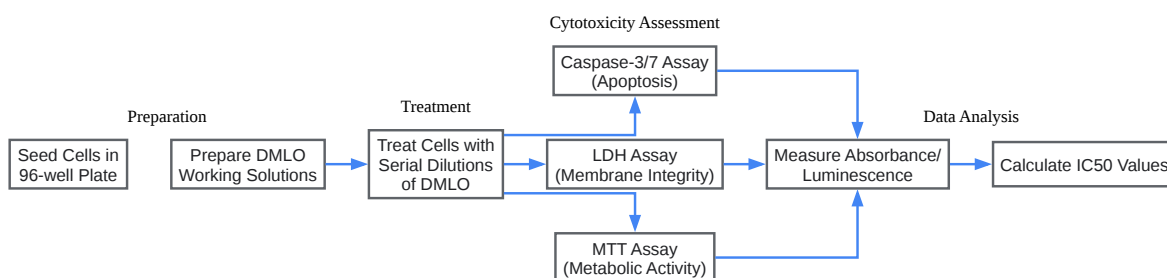 Cytotoxicity Assessment
Caspase-3/7 Assay
(Apoptosis)
Preparation
Treatment
Data Analysis
Seed Cells in
96-well Plate
Prepare DMLO
Working Solutions
Treat Cells with
Serial Dilutions
of DMLO
LDH Assay
(Membrane Integrity)
Measure Absorbance/
Luminescence
Calculate IC50 Values
MTT Assay
(Metabolic Activity)